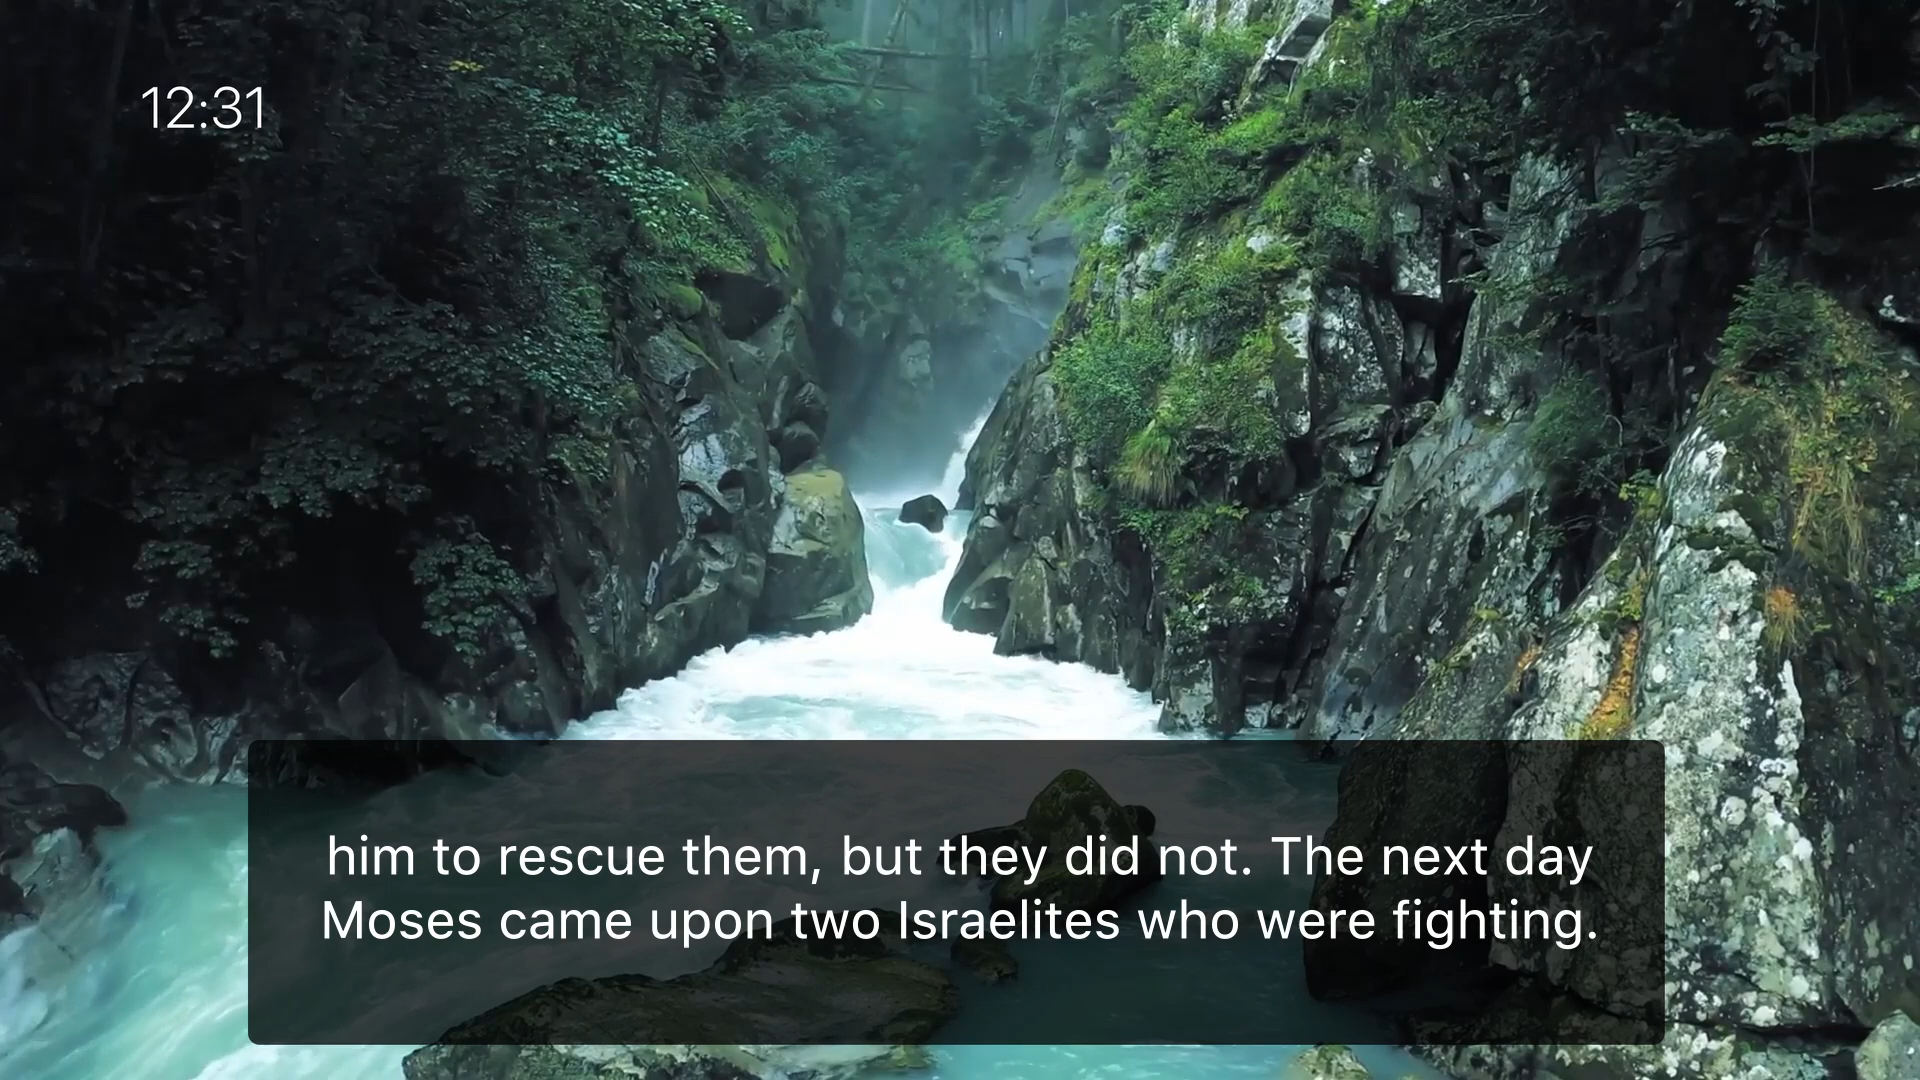 12:31
him to rescue them, but they did not. The next day
Moses came upon two Israelites who were fighting.